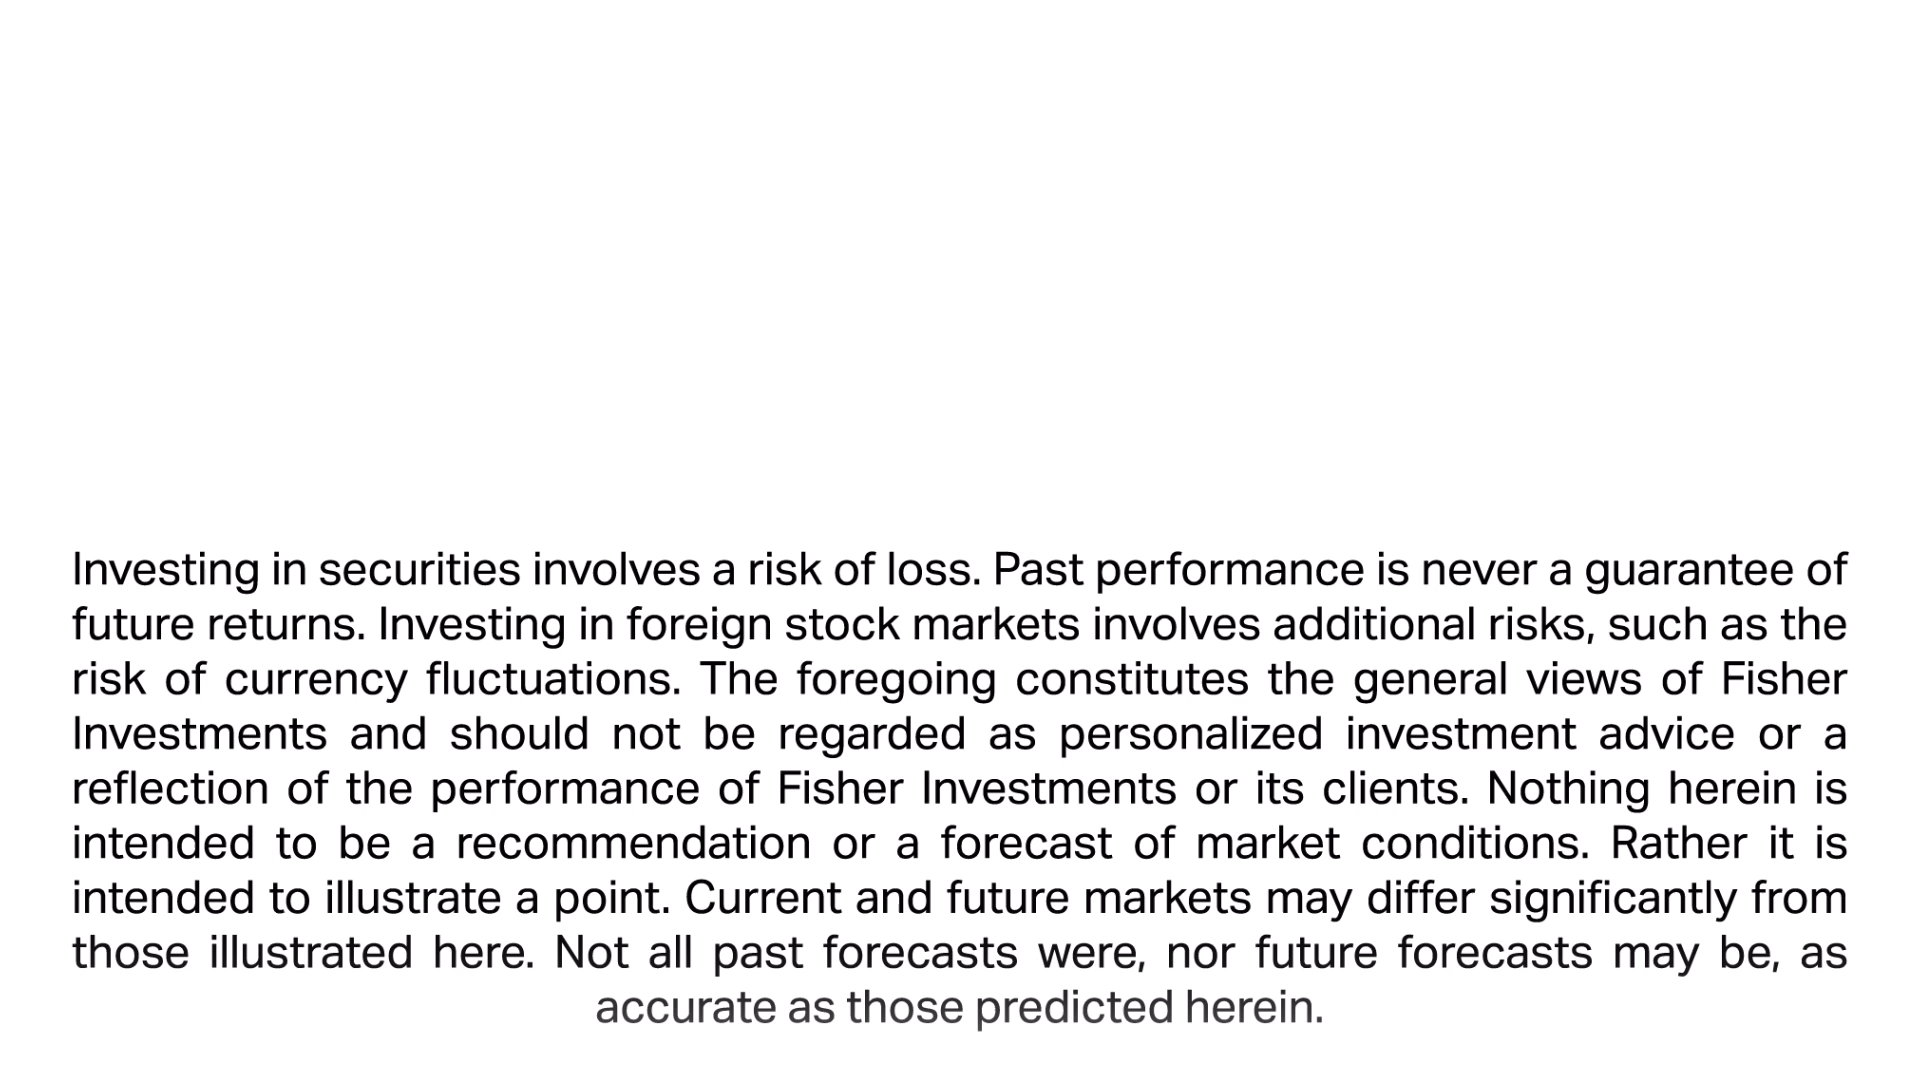 Investing in securities involves a risk of loss. Past performance is never a guarantee of
future returns. Investing in foreign stock markets involves additional risks, such as the
risk of currency fluctuations. The foregoing constitutes the general views of Fisher
Investments and should not be regarded as personalized investment advice or a
reflection of the performance of Fisher Investments or its clients. Nothing herein is
intended to be a recommendation or a forecast of market conditions. Rather it is
intended to illustrate a point. Current and future markets may differ significantly from
those illustrated here. Not all past forecasts were, nor future forecasts may be, as
accurate as those predicted herein.